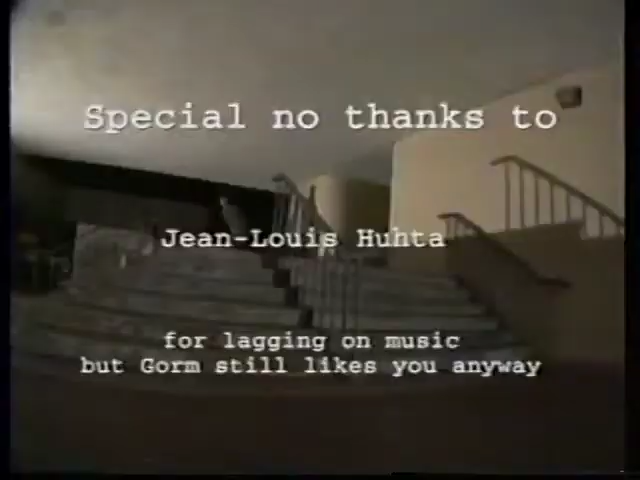 Special no thanks to
Jean-Louis Huhta
for lagging on music
but Gorm still likes you anyway